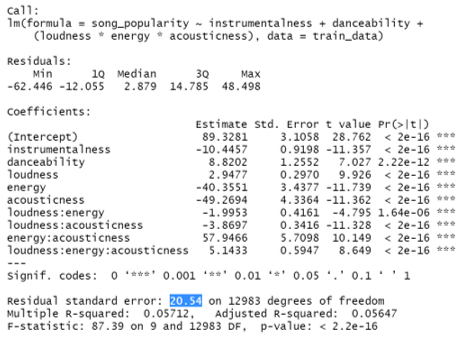 Call:
lm(formula = song_popularity ~ instrumentalness + danceability +
    (loudness * energy * acousticness), data = train_data)
Residuals:
    Min      1Q  Median      3Q     Max
-62.446 -12.055   2.879  14.785  48.498
Coefficients:
                             Estimate Std. Error t value Pr(>|t|)
(Intercept)                   89.3281     3.1058  28.762  < 2e-16 ***
instrumentalness             -10.4457     0.9198 -11.357  < 2e-16 ***
danceability                   8.8202     1.2552   7.027 2.22e-12 ***
loudness                       2.9477     0.2970   9.926  < 2e-16 ***
energy                       -40.3551     3.4377 -11.739  < 2e-16 ***
acousticness                 -49.2694     4.3364 -11.362  < 2e-16 ***
loudness:energy               -1.9953     0.4161  -4.795 1.64e-06 ***
loudness:acousticness         -3.8697     0.3416 -11.328  < 2e-16 ***
energy:acousticness           57.9466     5.7098  10.149  < 2e-16 ***
loudness:energy:acousticness   5.1433     0.5947   8.649  < 2e-16 ***
---
Signif. codes:  0 ‘***’ 0.001 ‘**’ 0.01 ‘*’ 0.05 ‘.’ 0.1 ‘ ’ 1
Residual standard error: 20.54 on 12983 degrees of freedom
Multiple R-squared:  0.05712,	Adjusted R-squared:  0.05647
F-statistic: 87.39 on 9 and 12983 DF,  p-value: < 2.2e-16